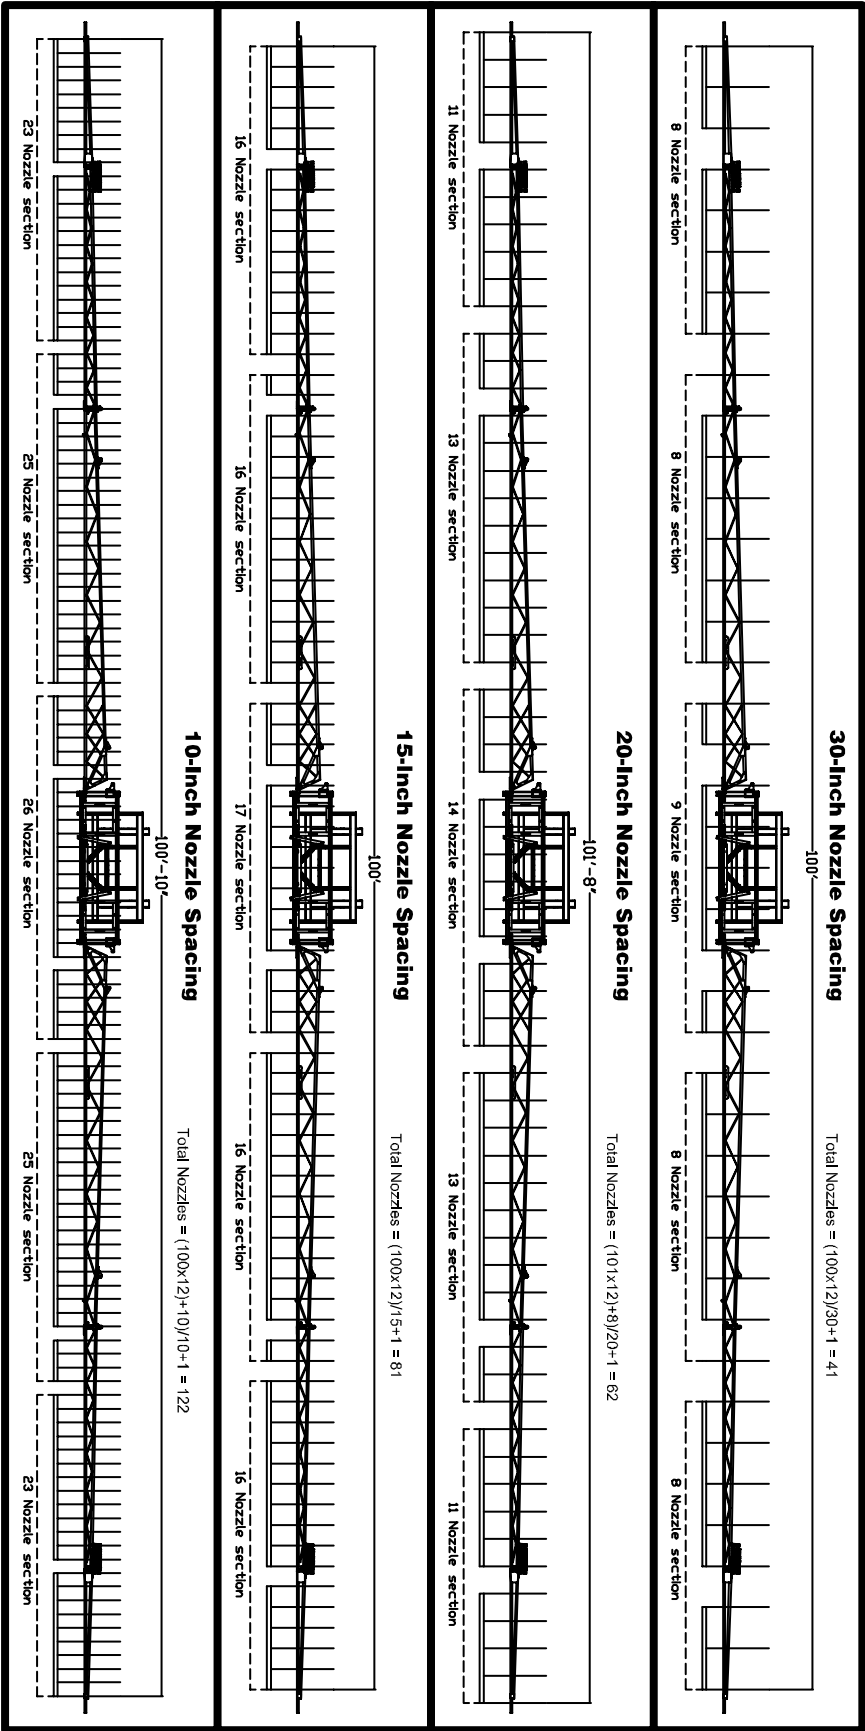 30-Inch Nozzle Spacing
Total Nozzles = (100x12)/30+1 = 41
100'
8 Nozzle section
8 Nozzle section
9 Nozzle section
8 Nozzle section
8 Nozzle section
20-Inch Nozzle Spacing
Total Nozzles = (101x12)+8)/20+1 = 62
101'-8"
11 Nozzle section
13 Nozzle section
14 Nozzle section
13 Nozzle section
11 Nozzle section
15-Inch Nozzle Spacing
Total Nozzles = (100x12)/15+1 = 81
100'
16 Nozzle section
16 Nozzle section
17 Nozzle section
16 Nozzle section
16 Nozzle section
10-Inch Nozzle Spacing
Total Nozzles = (100x12)+10)/10+1 = 122
100'-10"
23 Nozzle section
25 Nozzle section
26 Nozzle section
25 Nozzle section
23 Nozzle section